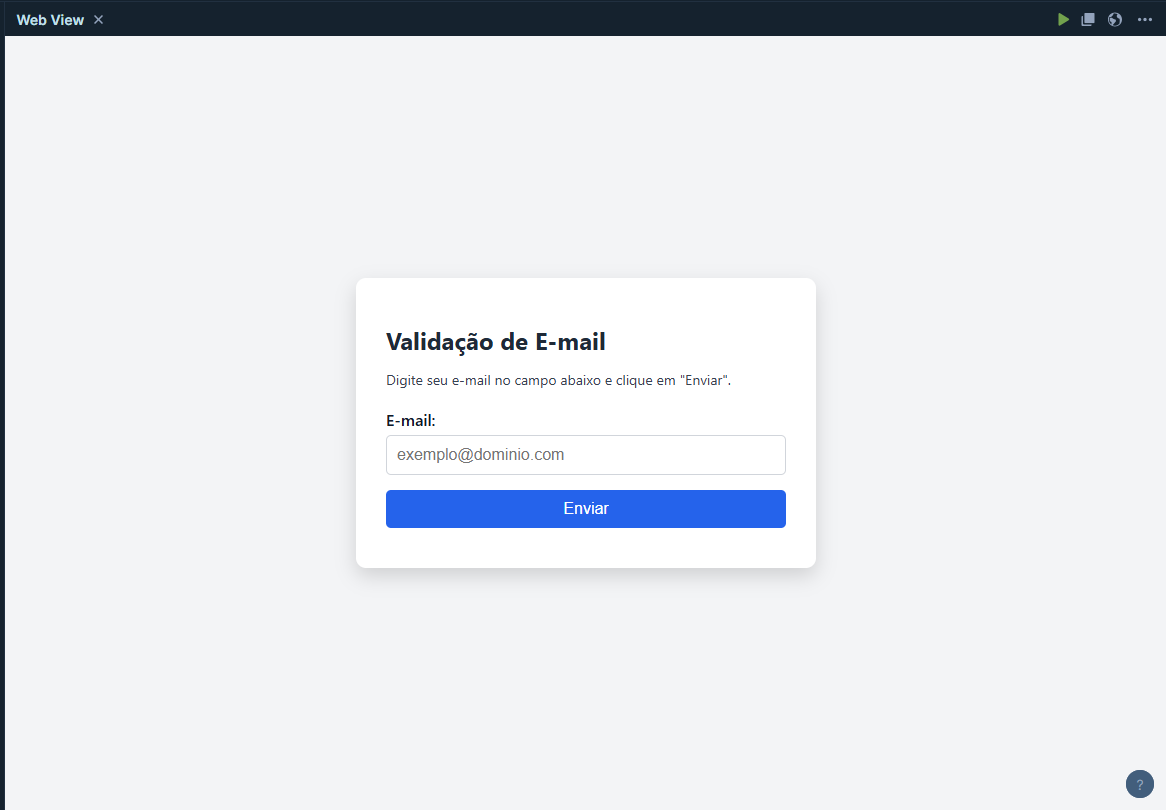 Web View
Validação de E-mail
Digite seu e-mail no campo abaixo e clique em "Enviar".
E-mail:
exemplo@dominio.com
Enviar
?